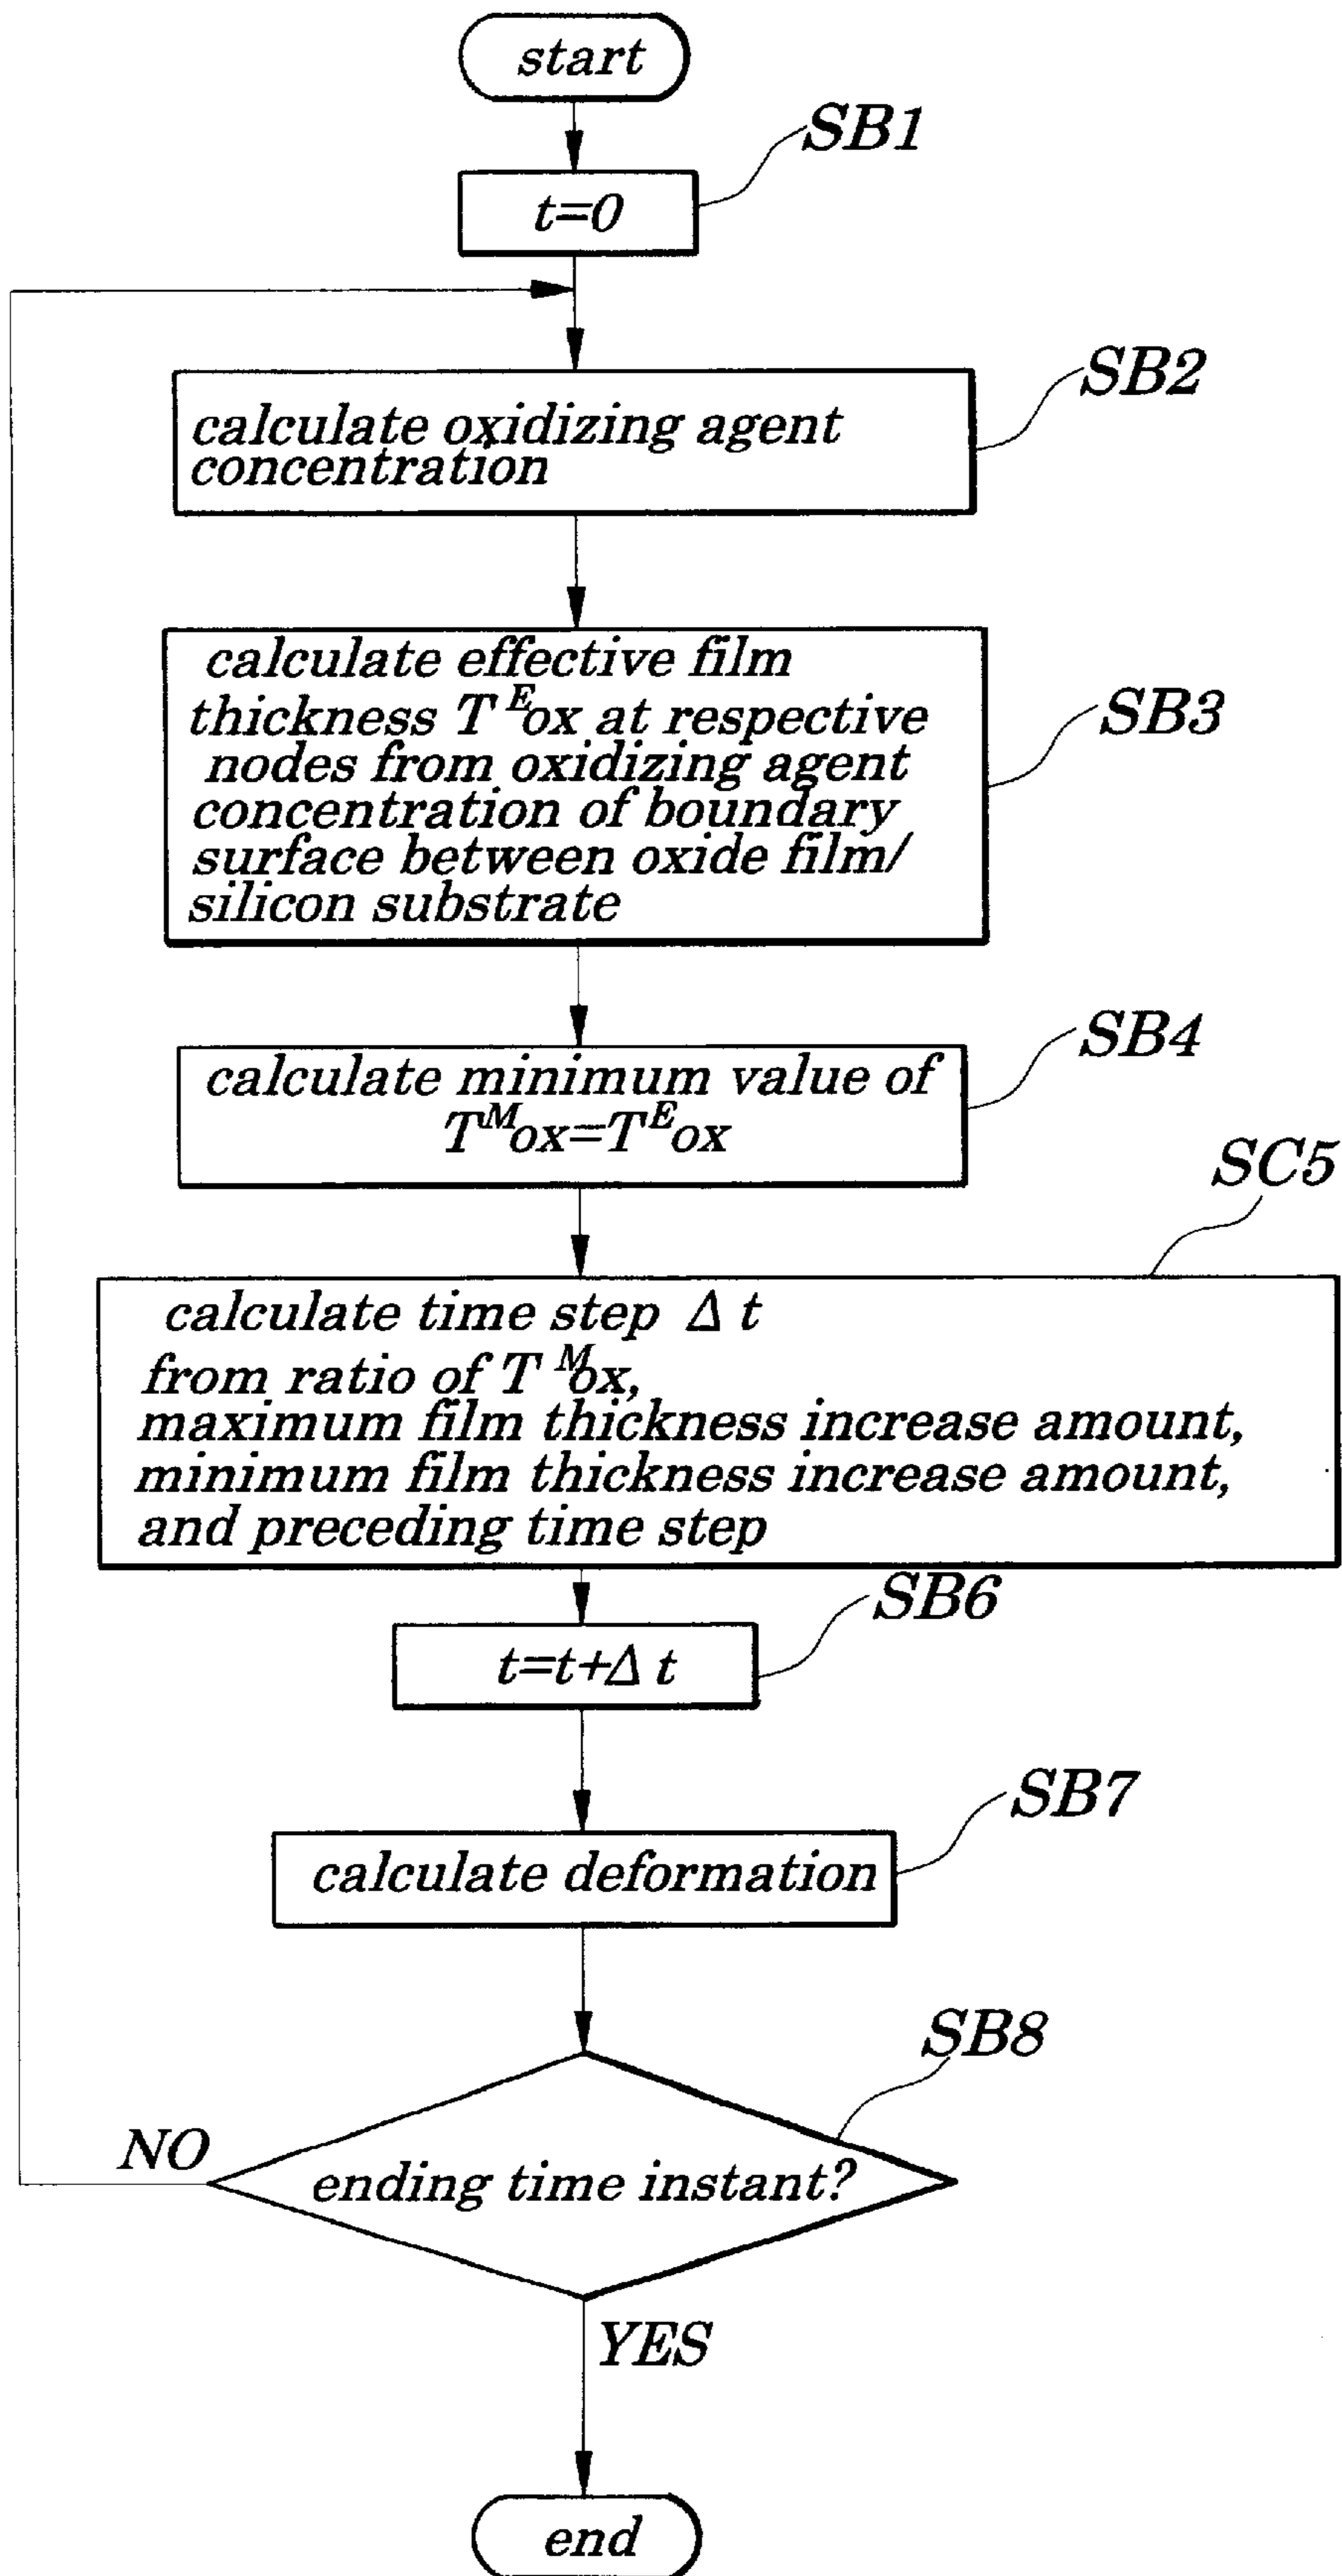 start
SB1
t=0
SB2
calculate oxidizing agent
concentration
calculate effective film
thickness T^E ox at respective
nodes from oxidizing agent
concentration of boundary
surface between oxide film/
silicon substrate
SB3
SB4
calculate minimum value of
T^M ox=T^E ox
SC5
calculate time step Δ t
from ratio of T^M ox,
maximum film thickness increase amount,
minimum film thickness increase amount,
and preceding time step
SB6
t=t+Δ t
SB7
calculate deformation
SB8
NO
ending time instant?
YES
end